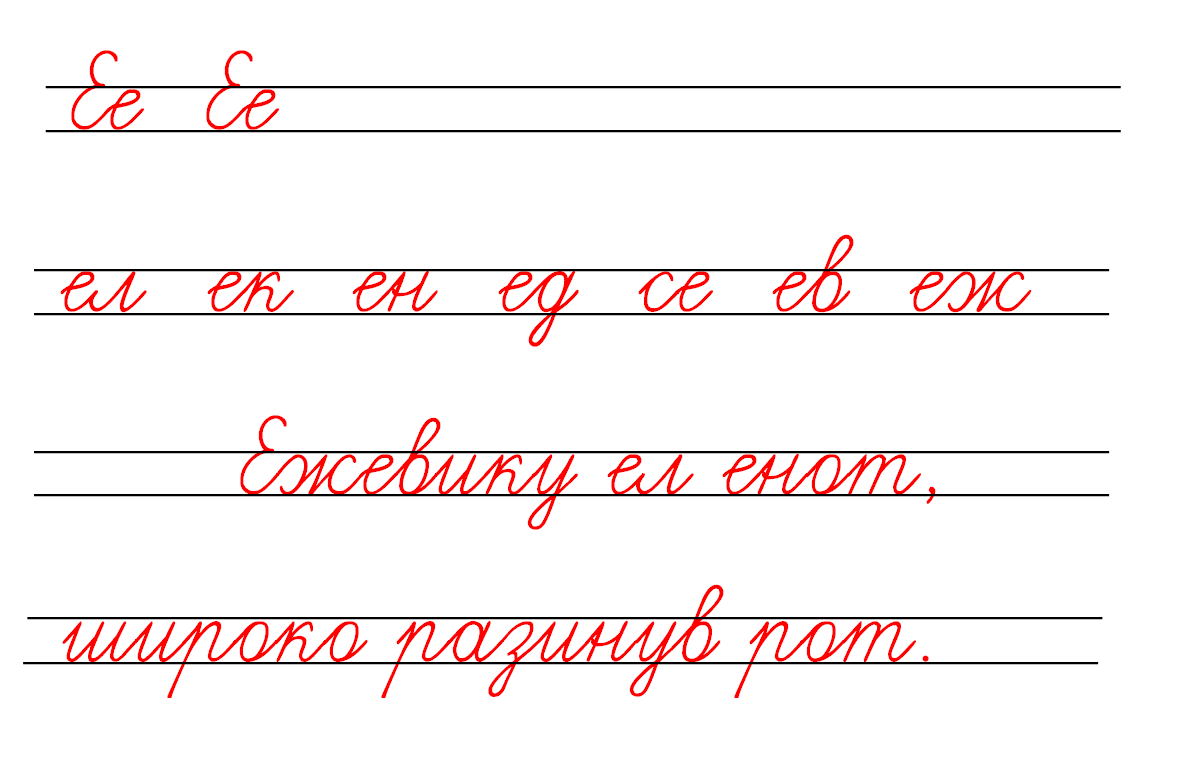 Ее Ее
ел ек ен ед се ев еж
Ежевику ел енот,
широко разинув рот.